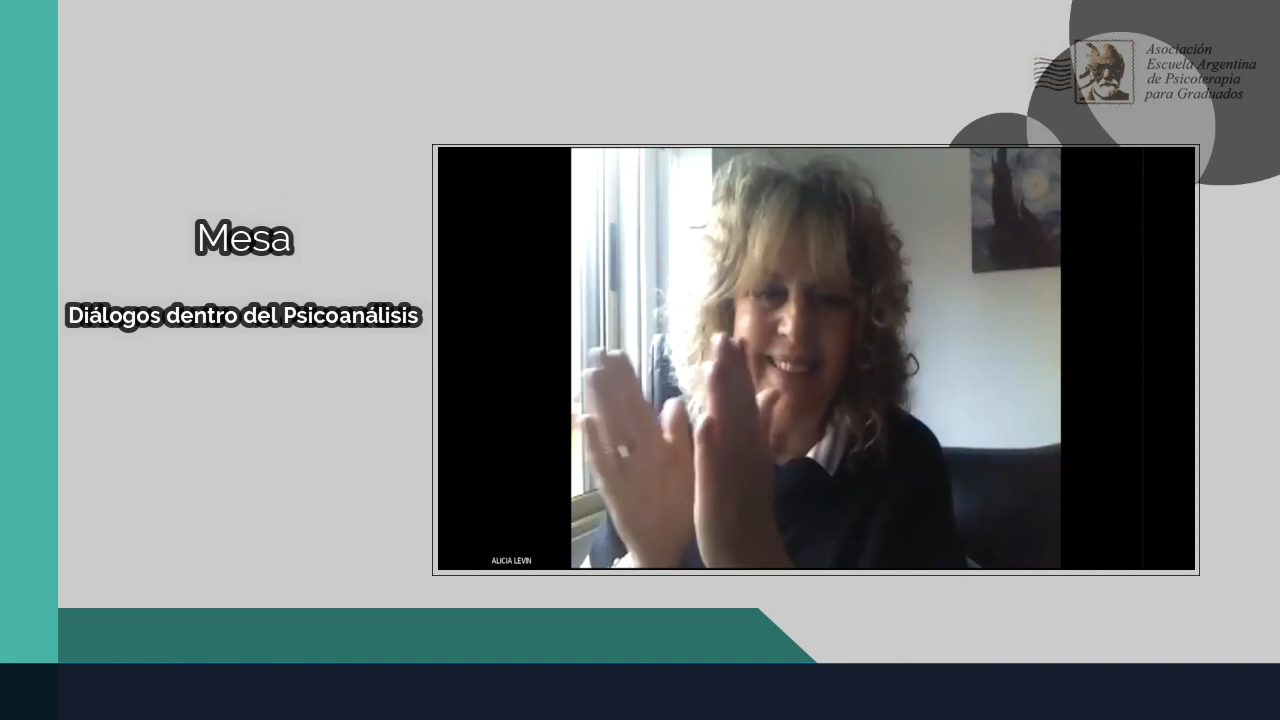 Asociación
Escuela Argentina
de Psicoterapia
para Graduados
Mesa
Diálogos dentro del Psicoanálisis
ALICIA LEVIN